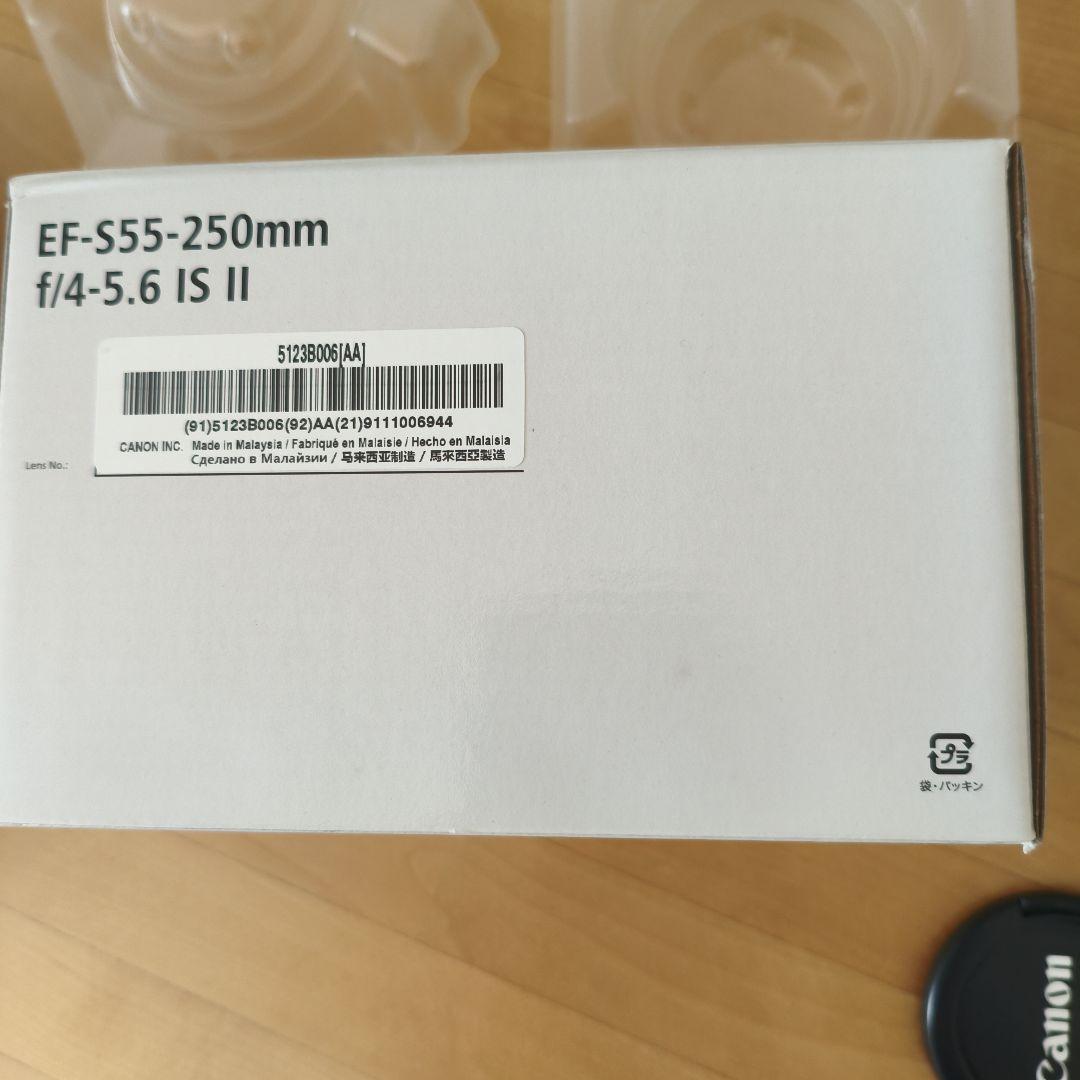 EF-S55-250mm
f/4-5.6 IS II
5123B006[AA]
(91)5123B006(92)AA(21)9111006944
CANON INC. Made in Malaysia / Fabriqué en Malaisie / Hecho en Malaisia
Сделано в Малайзии / 马来西亚制造 / 馬來西亞製造
Lens No.:
プラ
袋・パッキン
Canon